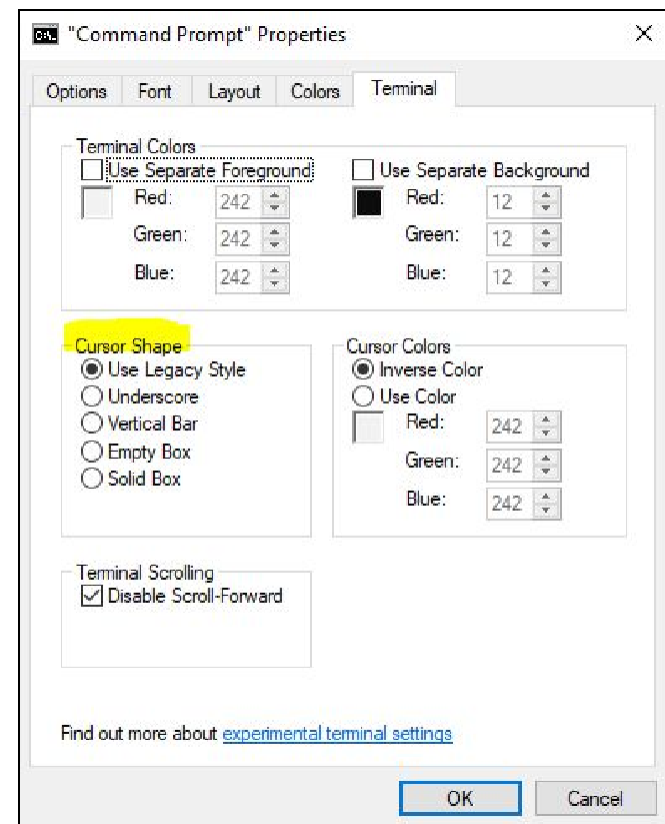 "Command Prompt" Properties
Options Font Layout Colors Terminal
Terminal Colors
Use Separate Foreground
Red: 242
Green: 242
Blue: 242
Use Separate Background
Red: 12
Green: 12
Blue: 12
Cursor Shape
Use Legacy Style
Underscore
Vertical Bar
Empty Box
Solid Box
Cursor Colors
Inverse Color
Use Color
Red: 242
Green: 242
Blue: 242
Terminal Scrolling
Disable Scroll-Forward
Find out more about experimental terminal settings
OK Cancel